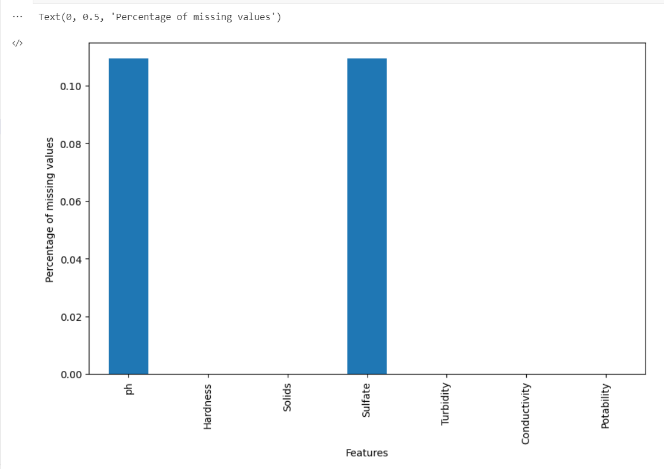 ... Text(0, 0.5, 'Percentage of missing values')
</>
Percentage of missing values
0.10
0.08
0.06
0.04
0.02
0.00
ph
Hardness
Solids
Sulfate
Turbidity
Conductivity
Potability
Features